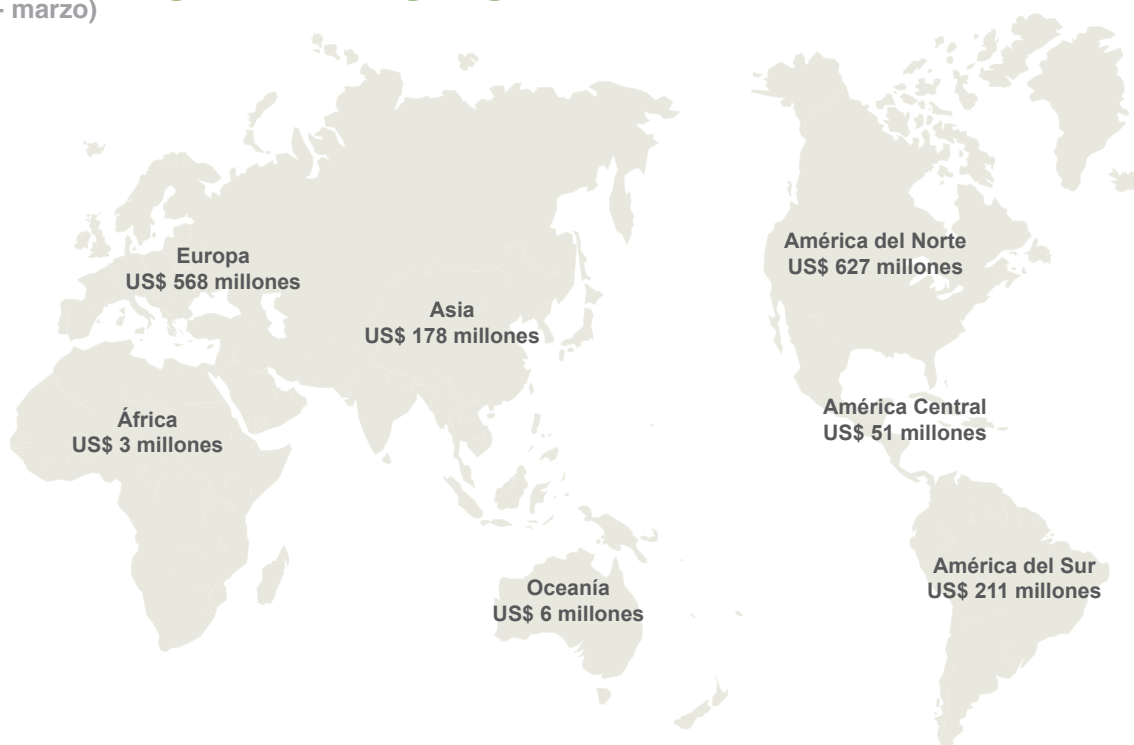 - marzo)
América del Norte
US$ 627 millones
Europa
US$ 568 millones
Asia
US$ 178 millones
América Central
US$ 51 millones
África
US$ 3 millones
América del Sur
US$ 211 millones
Oceanía
US$ 6 millones